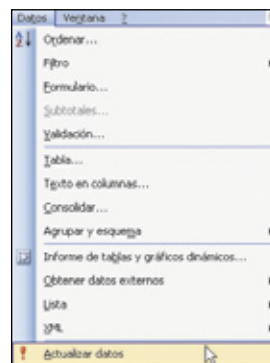 Datos Ventana ?
Ordenar...
Filtro
Formulario...
Subtotales...
Validación...
Tabla...
Texto en columnas...
Consolidar...
Agrupar y esquema
Informe de tablas y gráficos dinámicos...
Obtener datos externos
Lista
XML
Actualizar datos